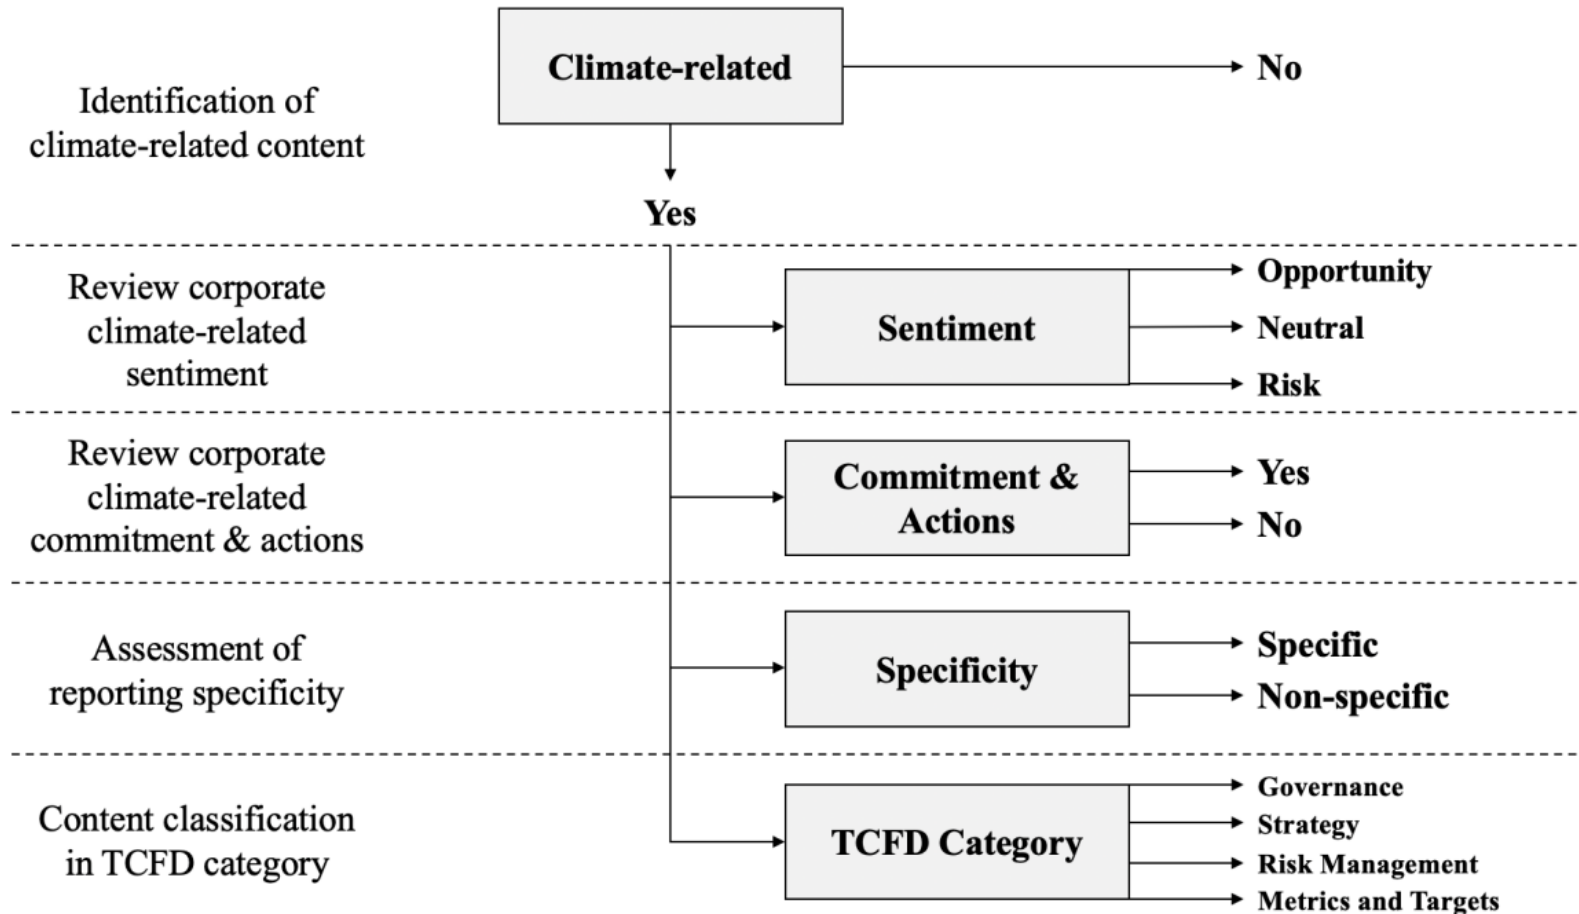 Climate-related
No
Identification of
climate-related content
Yes
Review corporate
climate-related
sentiment
Sentiment
Opportunity
Neutral
Risk
Review corporate
climate-related
commitment & actions
Commitment &
Actions
Yes
No
Assessment of
reporting specificity
Specificity
Specific
Non-specific
Content classification
in TCFD category
TCFD Category
Governance
Strategy
Risk Management
Metrics and Targets